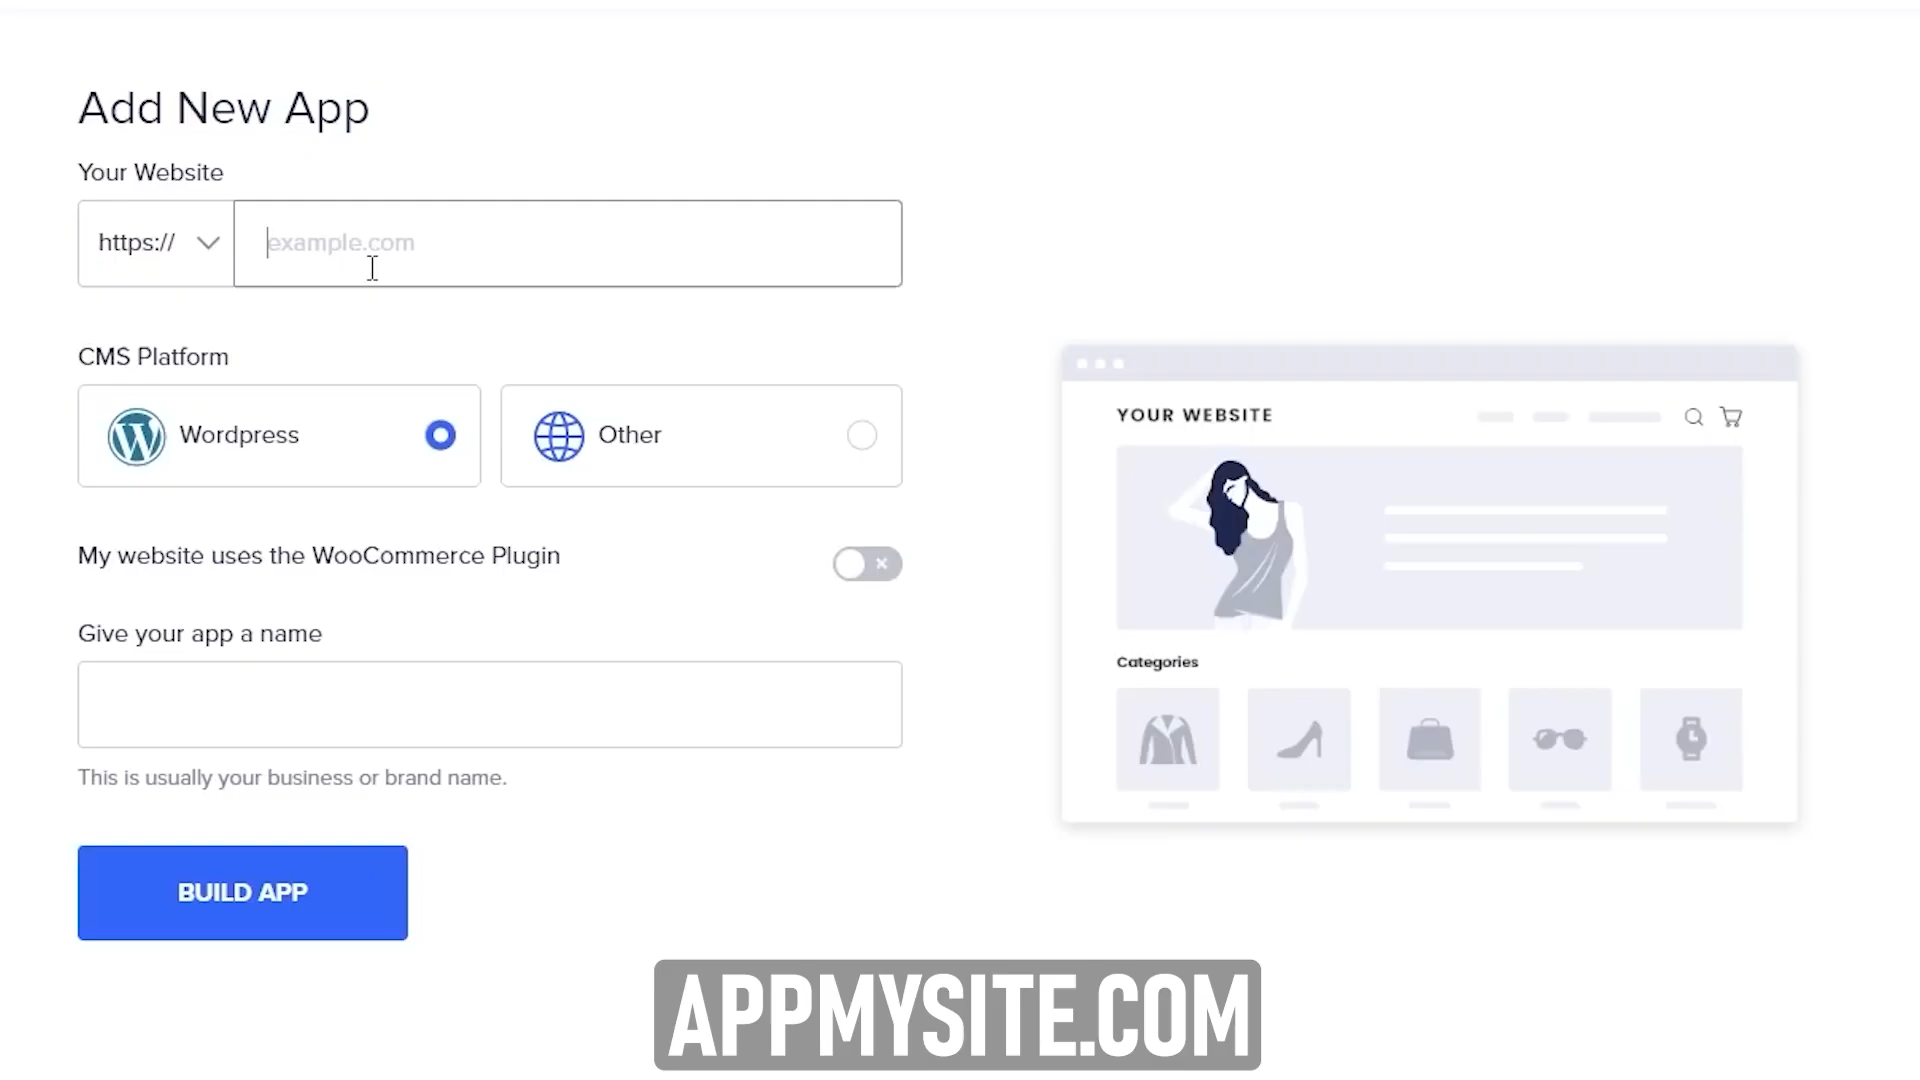 Add New App
Your Website
https://
example.com
CMS Platform
Wordpress
Other
My website uses the WooCommerce Plugin
Give your app a name
This is usually your business or brand name.
BUILD APP
YOUR WEBSITE
Categories
APPMYSITE.COM